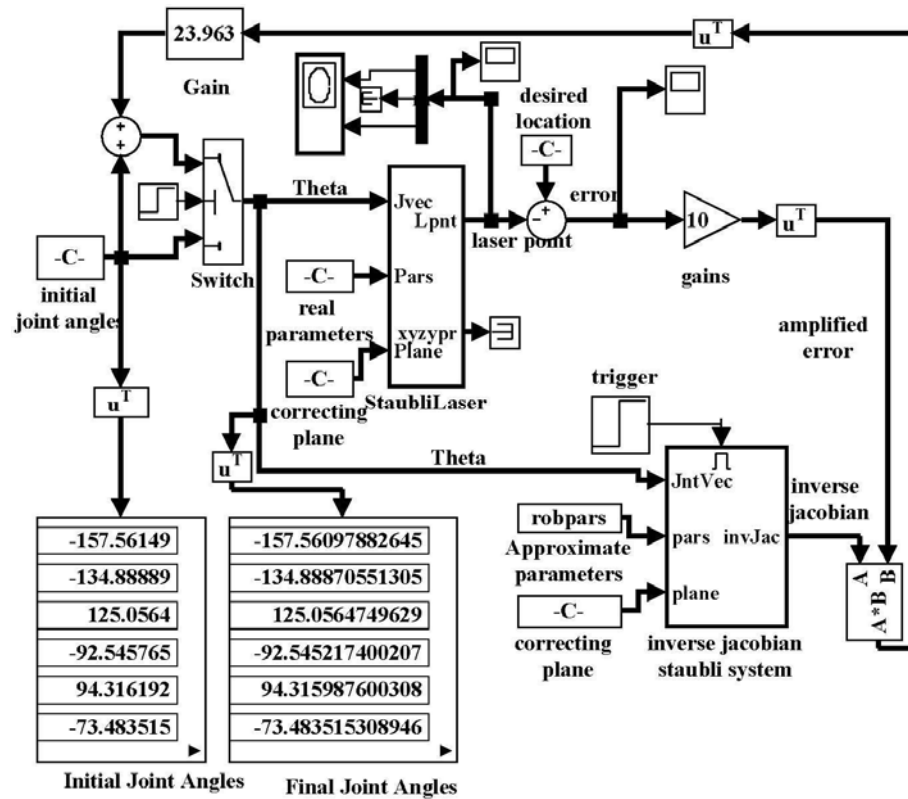 23.963
Gain
u^T
desired
location
-C-
+
+
Theta
Jvec
Lpnt
- +
error
laser point
10
gains
u^T
-C-
initial
joint angles
Switch
-C-
real
parameters
Pars
xyzypr
Plane
-C-
correcting
plane
StaubliLaser
amplified
error
u^T
u^T
trigger
Theta
JntVec
robpars
Approximate
parameters
pars
invJac
inverse
jacobian
-C-
correcting
plane
plane
inverse jacobian
staubli system
A
B
A*B
-157.56149
-134.88889
125.0564
-92.545765
94.316192
-73.483515
Initial Joint Angles
-157.56097882645
-134.88870551305
125.0564749629
-92.545217400207
94.315987600308
-73.483515308946
Final Joint Angles